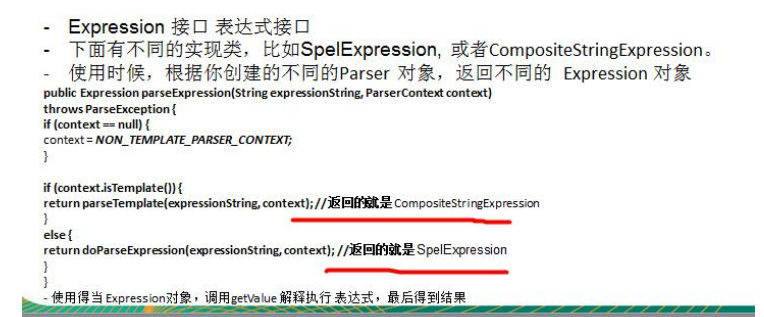 - Expression 接口 表达式接口
- 下面有不同的实现类，比如SpelExpression, 或者CompositeStringExpression。
- 使用时候，根据你创建的不同的Parser 对象，返回不同的 Expression 对象
public Expression parseExpression(String expressionString, ParserContext context)
throws ParseException {
if (context == null) {
context = NON_TEMPLATE_PARSER_CONTEXT;
}
if (context.isTemplate()) {
return parseTemplate(expressionString, context); //返回的就是 CompositeStringExpression
}
else {
return doParseExpression(expressionString, context); //返回的就是 SpelExpression
}
}
- 使用得当 Expression对象，调用getValue 解释执行 表达式，最后得到结果